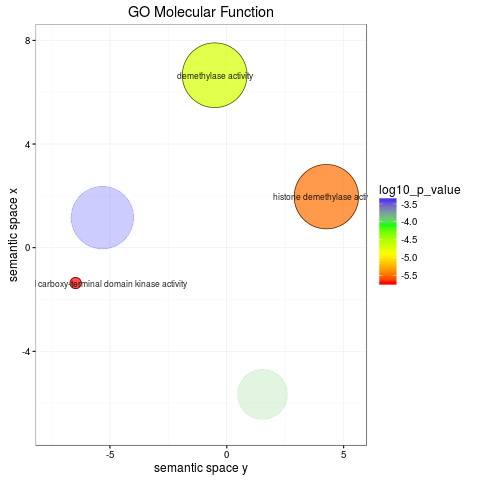 GO Molecular Function
8
4
0
-4
semantic space x
demethylase activity
histone demethylase acti
carboxy-terminal domain kinase activity
-5
0
5
semantic space y
log10_p_value
-3.5
-4.0
-4.5
-5.0
-5.5